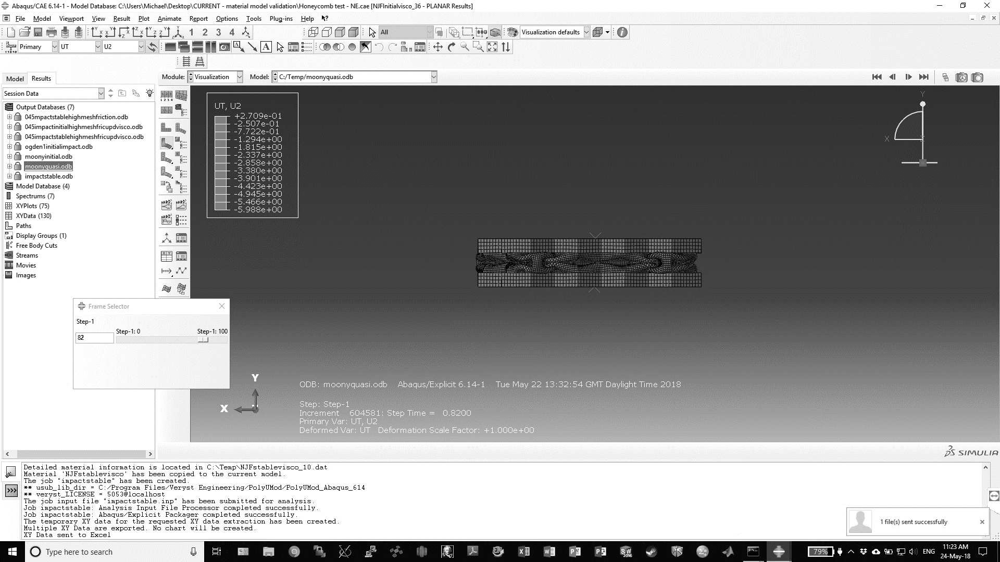 Abaqus/CAE 6.14-1 - Model Database: C:\Users\Michael\Desktop\CURRENT - material model validation\Honeycomb test - NE.cae [NJFInitialvisco_36 - PLANAR Results]
File Model Viewport View Result Plot Animate Report Options Tools Plug-ins Help
1 2 3 4 All Visualization defaults
Primary UT U2
Model Results
Module: Visualization Model: C:/Temp/moonyquasi.odb
Session Data
Output Databases (7)
045mpactstablehighmeshfriction.odb
045impactinitialhighmeshfricupdvisco.odb
045impactstablehighmeshfricupdvisco.odb
ogden1initialimpact.odb
moonyinitial.odb
moonyquasi.odb
impactstable.odb
Model Database (4)
Spectrums (7)
XYPlots (75)
XYData (130)
Paths
Display Groups (1)
Free Body Cuts
Streams
Movies
Images
UT, U2
+2.709e-01
-2.507e-01
-7.722e-01
-1.294e+00
-1.815e+00
-2.337e+00
-2.858e+00
-3.380e+00
-3.901e+00
-4.423e+00
-4.945e+00
-5.466e+00
-5.988e+00
Y
X
Z
Frame Selector
Step-1
Step-1: 0 Step-1: 100
82
Y
X
ODB: moonyquasi.odb Abaqus/Explicit 6.14-1 Tue May 22 13:32:54 GMT Daylight Time 2018
Step: Step-1
Increment 604581: Step Time = 0.8200
Primary Var: UT, U2
Deformed Var: UT Deformation Scale Factor: +1.000e+00
SIMULIA
Detailed material information is located in C:\Temp\NJFstablevisco_10.dat
Material 'NJFstablevisco' has been copied to the current model.
The job "impactstable" has been created.
** usub_lib_dir = C:/Program Files/Veryst Engineering/PolyUMod/PolyUMod_Abaqus_614
** veryst_LICENSE = 5053@localhost
The job input file "impactstable.inp" has been submitted for analysis.
Job impactstable: Analysis Input File Processor completed successfully.
Job impactstable: Abaqus/Explicit Packager completed successfully.
The temporary XY data for the requested XY data extraction has been created.
Multiple XY Data are exported. No chart will be created.
XY Data sent to Excel
1 file(s) sent successfully
Type here to search
79% ENG 11:23 AM
24-May-18